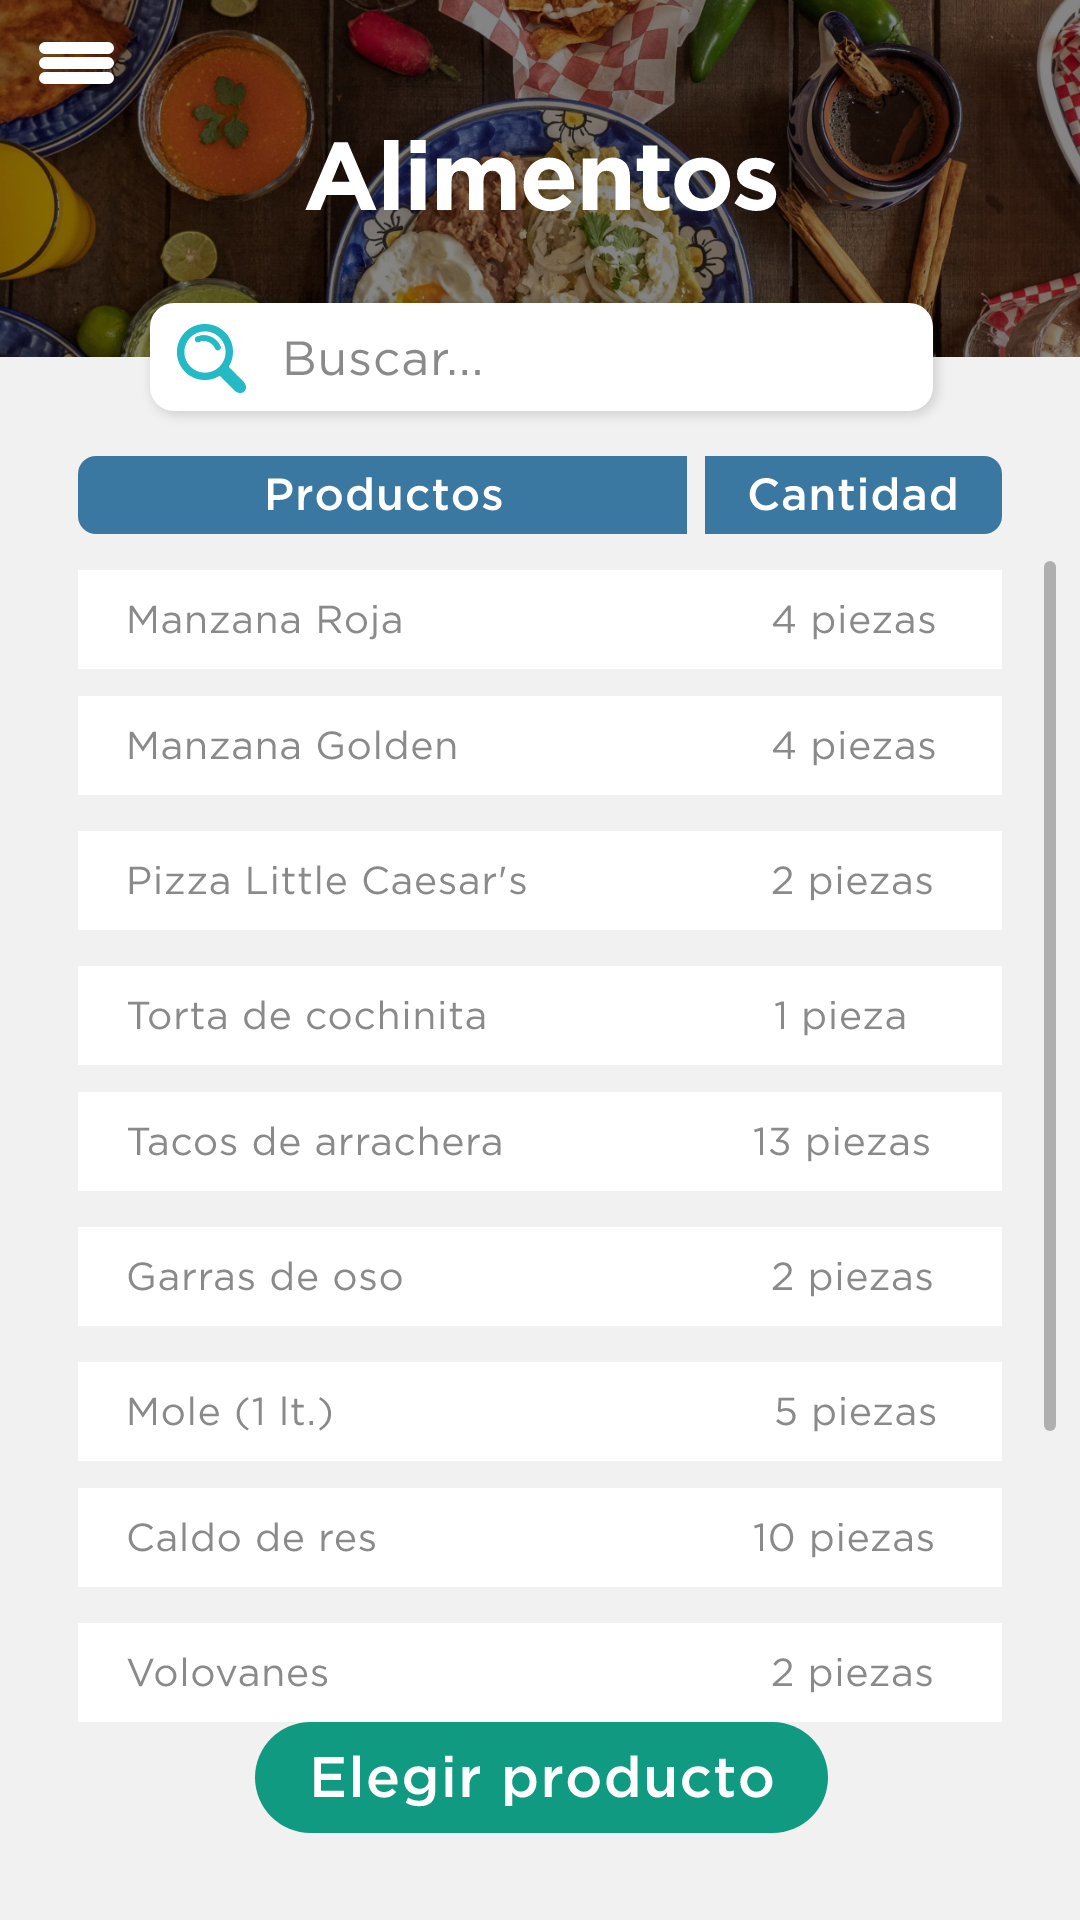 Alimentos
Buscar...
Productos Cantidad
Manzana Roja 4 piezas
Manzana Golden 4 piezas
Pizza Little Caesar's 2 piezas
Torta de cochinita 1 pieza
Tacos de arrachera 13 piezas
Garras de oso 2 piezas
Mole (1 lt.) 5 piezas
Caldo de res 10 piezas
Volovanes 2 piezas
Elegir producto